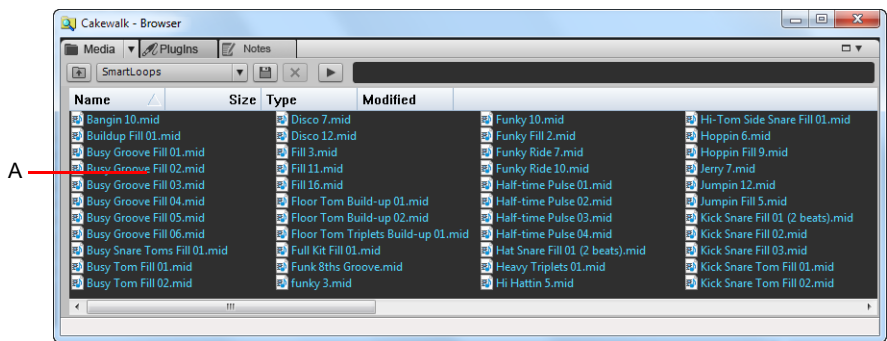 Cakewalk - Browser
Media PlugIns Notes
SmartLoops
Name Size Type Modified
Bangin 10.mid Disco 7.mid Funky 10.mid Hi-Tom Side Snare Fill 01.mid
Buildup Fill 01.mid Disco 12.mid Funky Fill 2.mid Hoppin 6.mid
Busy Groove Fill 01.mid Fill 3.mid Funky Ride 7.mid Hoppin Fill 9.mid
A Busy Groove Fill 02.mid Fill 11.mid Funky Ride 10.mid Jerry 7.mid
Busy Groove Fill 03.mid Fill 16.mid Half-time Pulse 01.mid Jumpin 12.mid
Busy Groove Fill 04.mid Floor Tom Build-up 01.mid Half-time Pulse 02.mid Jumpin Fill 5.mid
Busy Groove Fill 05.mid Floor Tom Build-up 02.mid Half-time Pulse 03.mid Kick Snare Fill 01 (2 beats).mid
Busy Groove Fill 06.mid Floor Tom Triplets Build-up 01.mid Half-time Pulse 04.mid Kick Snare Fill 02.mid
Busy Snare Toms Fill 01.mid Full Kit Fill 01.mid Hat Snare Fill 01 (2 beats).mid Kick Snare Fill 03.mid
Busy Tom Fill 01.mid Funk 8ths Groove.mid Heavy Triplets 01.mid Kick Snare Tom Fill 01.mid
Busy Tom Fill 02.mid funky 3.mid Hi Hattin 5.mid Kick Snare Tom Fill 02.mid